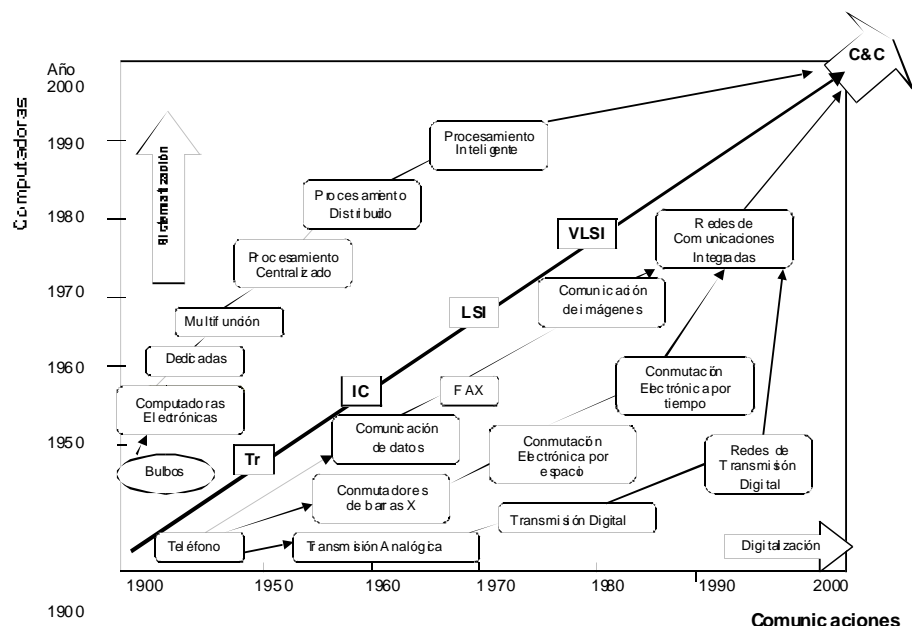 C&C
Año
2000
Computadoras
Sistematización
1990
1980
1970
1960
1950
1900
Procesamiento
Inteligente
Procesamiento
Distribuido
Procesamiento
Centralizado
Multifunción
Dedicadas
Computadoras
Electrónicas
Bulbos
VLSI
LSI
IC
Tr
Redes de
Comunicaciones
Integradas
Comunicación
de imágenes
FAX
Comunicación
de datos
Conmutación
Electrónica por
tiempo
Conmutación
Electrónica por
espacio
Conmutadores
de barras X
Redes de
Transmisión
Digital
Transmisión Digital
Teléfono
Transmisión Analógica
Digitalización
1900
1950
1960
1970
1980
1990
2000
Comunicaciones